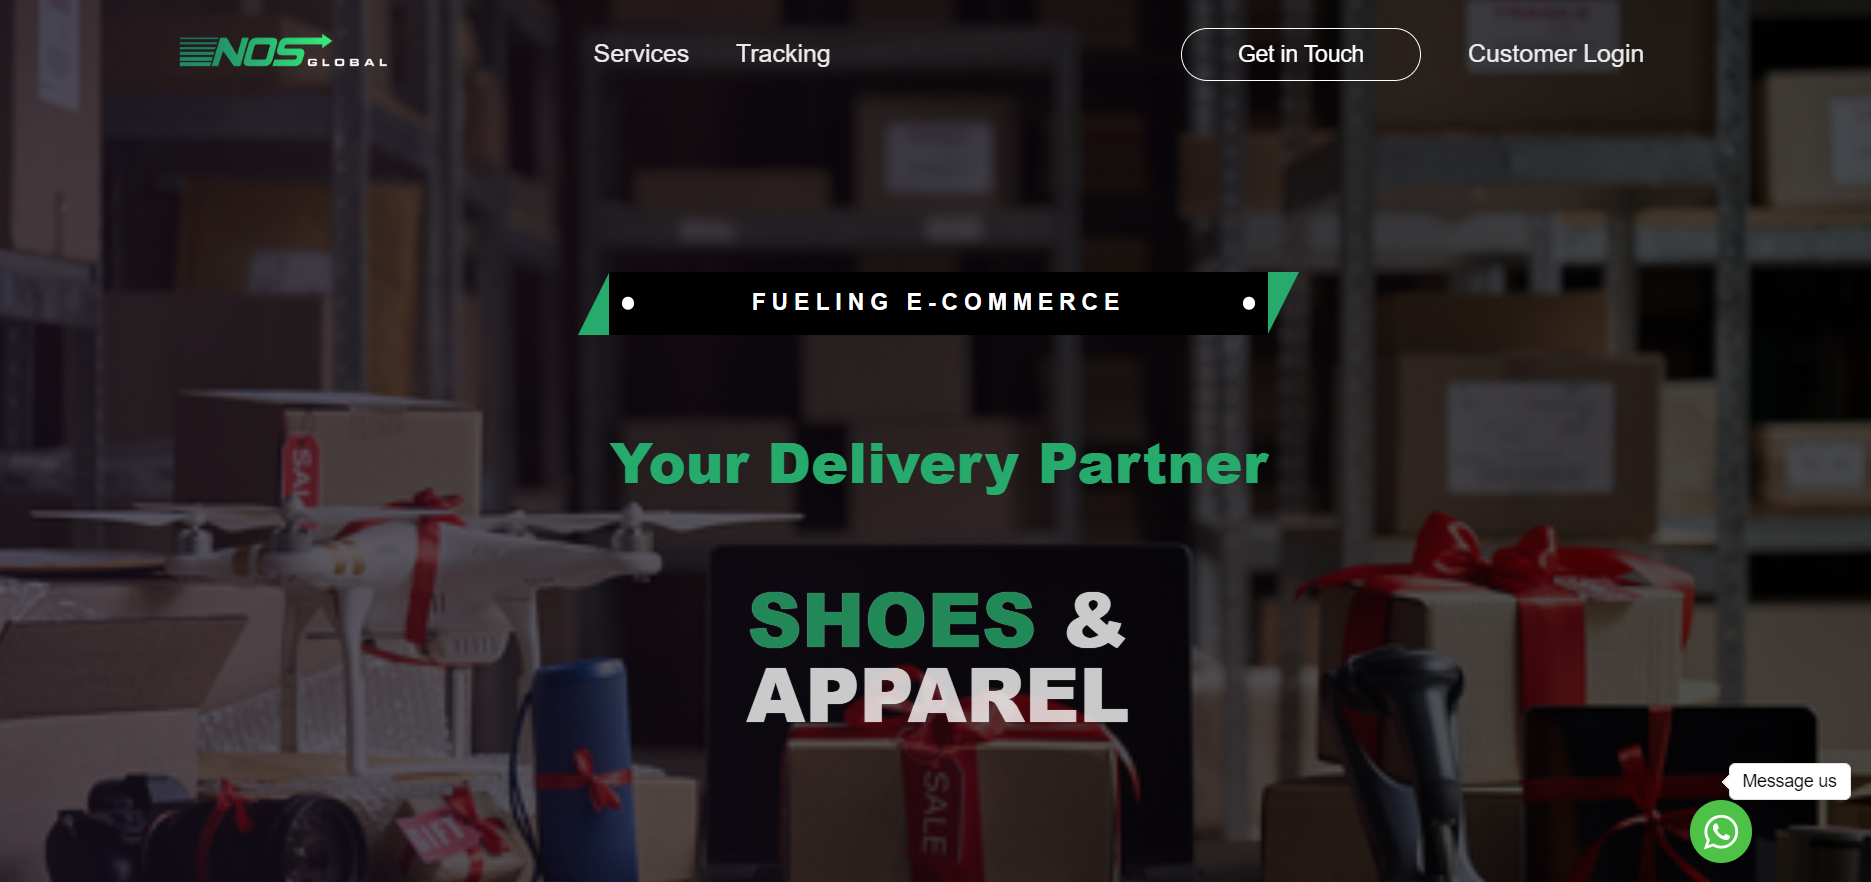 NOS GLOBAL
Services
Tracking
Get in Touch
Customer Login
FUELING E-COMMERCE
Your Delivery Partner
SHOES &
APPAREL
SALE
GIFT
Message us